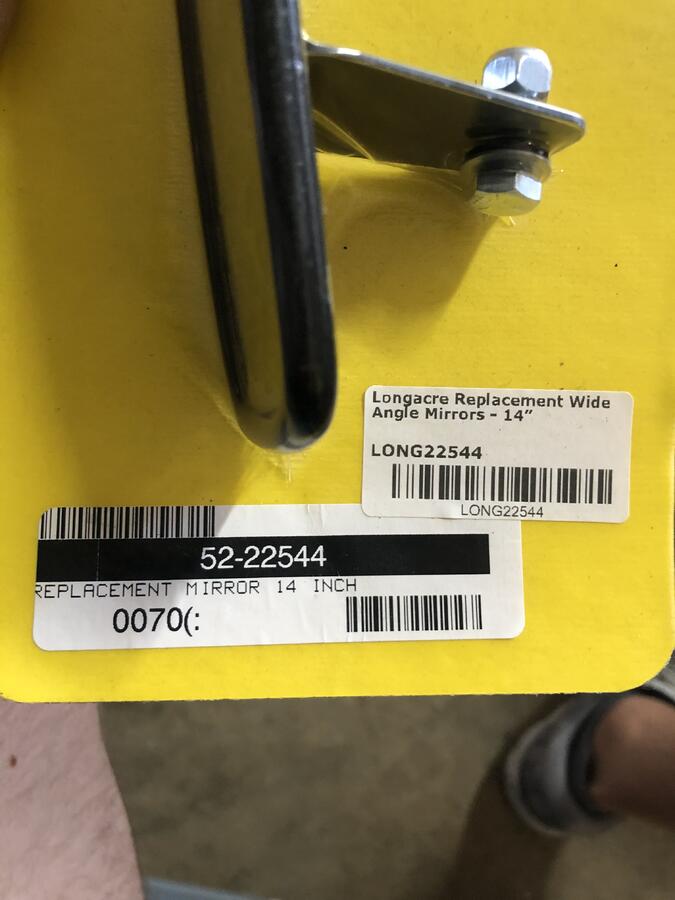 Longacre Replacement Wide
Angle Mirrors - 14”
LONG22544
LONG22544
52-22544
REPLACEMENT MIRROR 14 INCH
0070(: